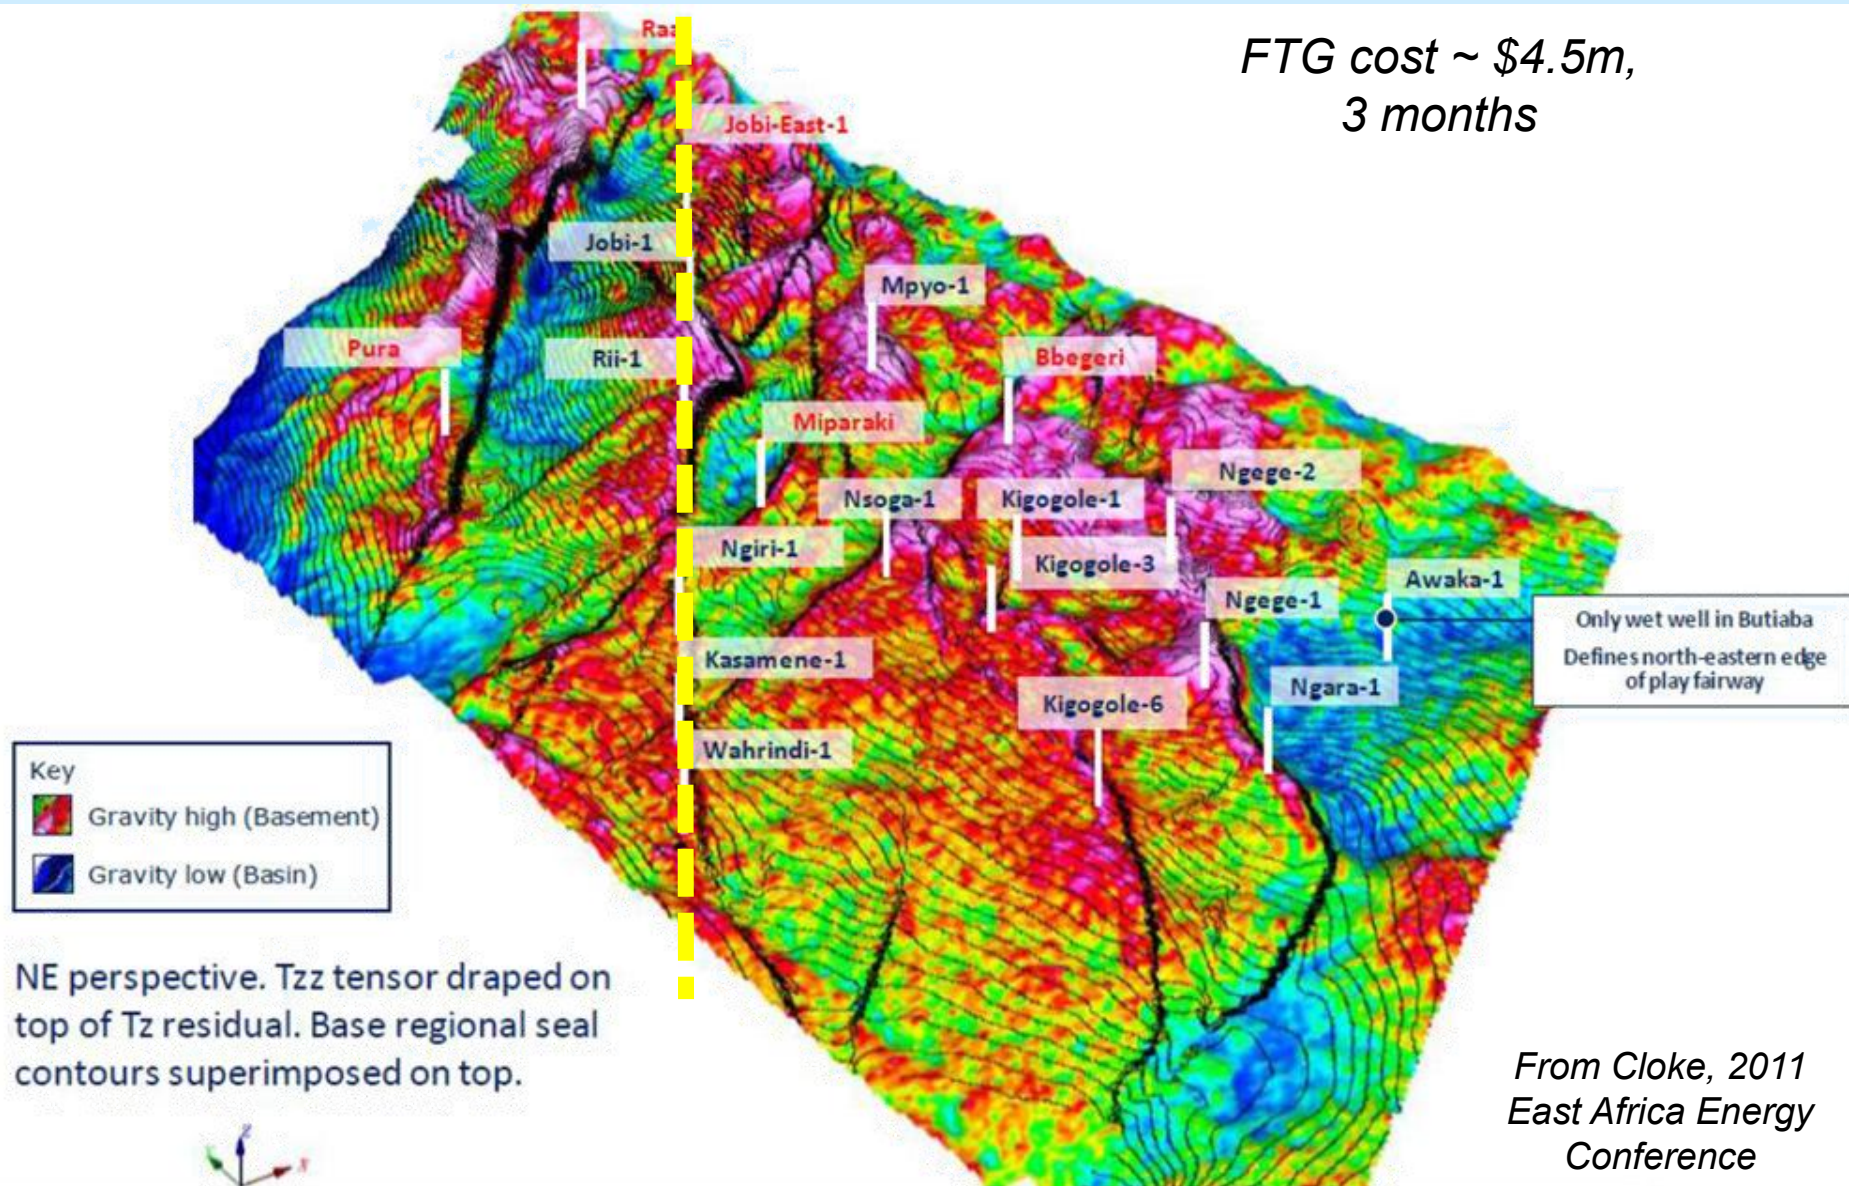 FTG cost ~ $4.5m,
3 months
Jobi-East-1
Jobi-1
Mpyo-1
Pura
Rii-1
Bbegeri
Miparaki
Ngege-2
Nsoga-1
Kigogole-1
Ngiri-1
Kigogole-3
Awaka-1
Ngege-1
Only wet well in Butiaba
Defines north-eastern edge
of play fairway
Kasamene-1
Ngara-1
Kigogole-6
Wahrindi-1
Key
Gravity high (Basement)
Gravity low (Basin)
NE perspective. Tzz tensor draped on
top of Tz residual. Base regional seal
contours superimposed on top.
Z
X
From Cloke, 2011
East Africa Energy
Conference